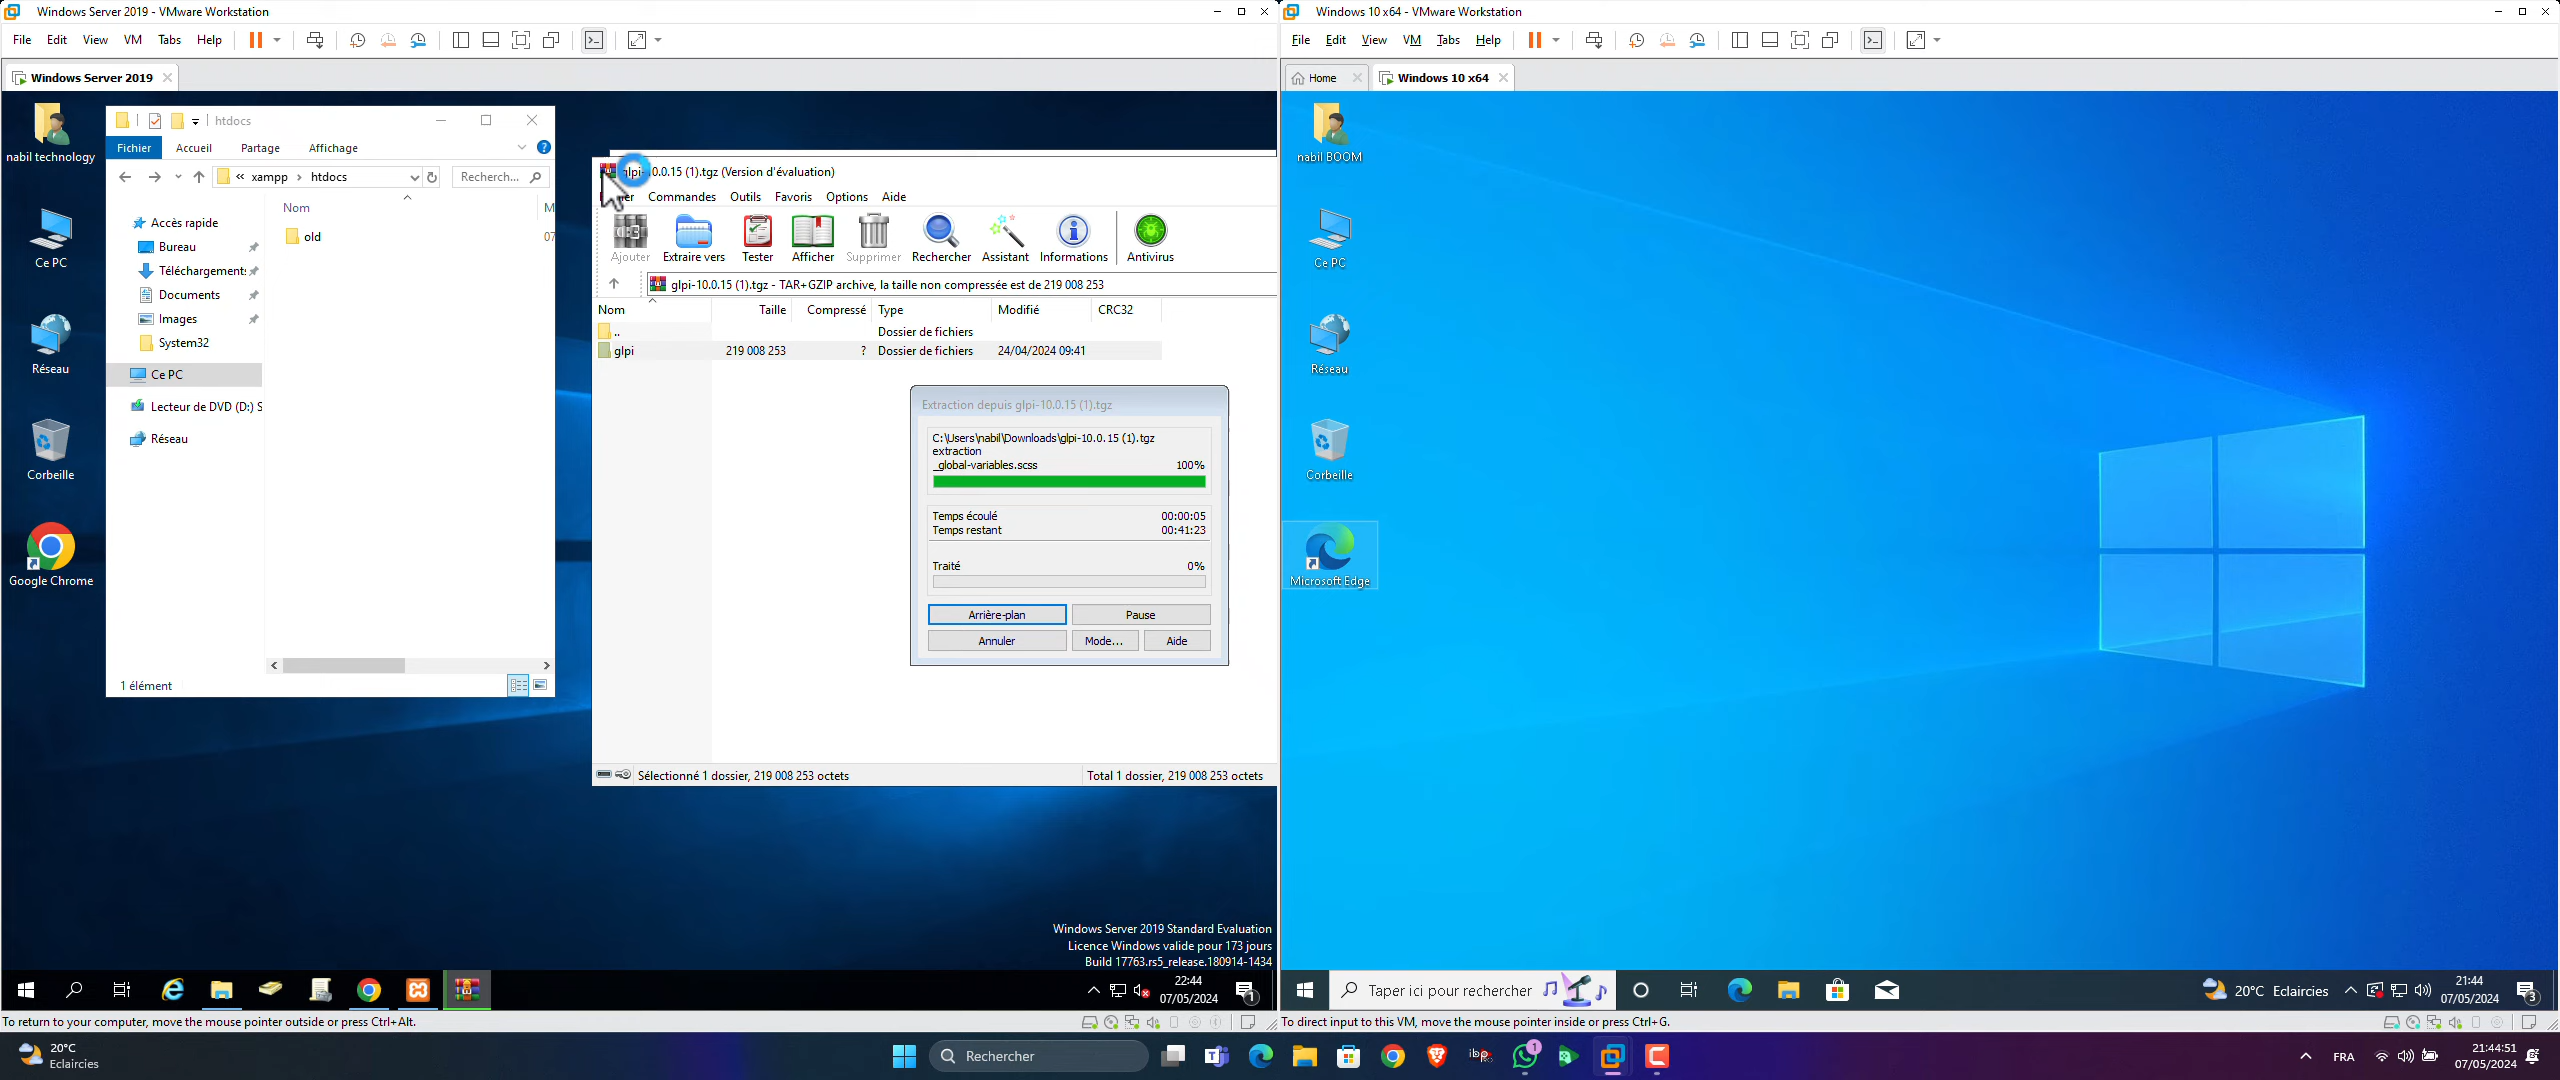 Windows Server 2019 - VMware Workstation
File Edit View VM Tabs Help
Windows Server 2019
nabil technology
Ce PC
Réseau
Corbeille
Google Chrome
htdocs
Fichier Accueil Partage Affichage
« xampp › htdocs
Recherch...
Nom
M
old
07
Accès rapide
Bureau
Téléchargements
Documents
Images
System32
Ce PC
Lecteur de DVD (D:) S
Réseau
1 élément
glpi-10.0.15 (1).tgz (Version d'évaluation)
Commandes Outils Favoris Options Aide
Ajouter Extraire vers Tester Afficher Supprimer Rechercher Assistant Informations Antivirus
glpi-10.0.15 (1).tgz - TAR+GZIP archive, la taille non compressée est de 219 008 253
Nom Taille Compressé Type Modifié CRC32
.. Dossier de fichiers
glpi 219 008 253 ? Dossier de fichiers 24/04/2024 09:41
Extraction depuis glpi-10.0.15 (1).tgz
C:\Users\nabil\Downloads\glpi-10.0.15 (1).tgz
extraction
_global-variables.scss 100%
Temps écoulé 00:00:05
Temps restant 00:41:23
Traité 0%
Arrière-plan Pause
Annuler Mode... Aide
Sélectionné 1 dossier, 219 008 253 octets
Total 1 dossier, 219 008 253 octets
Windows Server 2019 Standard Evaluation
Licence Windows valide pour 173 jours
Build 17763.rs5_release.180914-1434
22:44
07/05/2024
1
To return to your computer, move the mouse pointer outside or press Ctrl+Alt.
Windows 10 x64 - VMware Workstation
File Edit View VM Tabs Help
Home
Windows 10 x64
nabil BOOM
Ce PC
Réseau
Corbeille
Microsoft Edge
Taper ici pour rechercher
20°C Eclaircies
21:44
07/05/2024
3
To direct input to this VM, move the mouse pointer inside or press Ctrl+G.
20°C
Eclaircies
Rechercher
ibp
1
FRA
21:44:51
07/05/2024